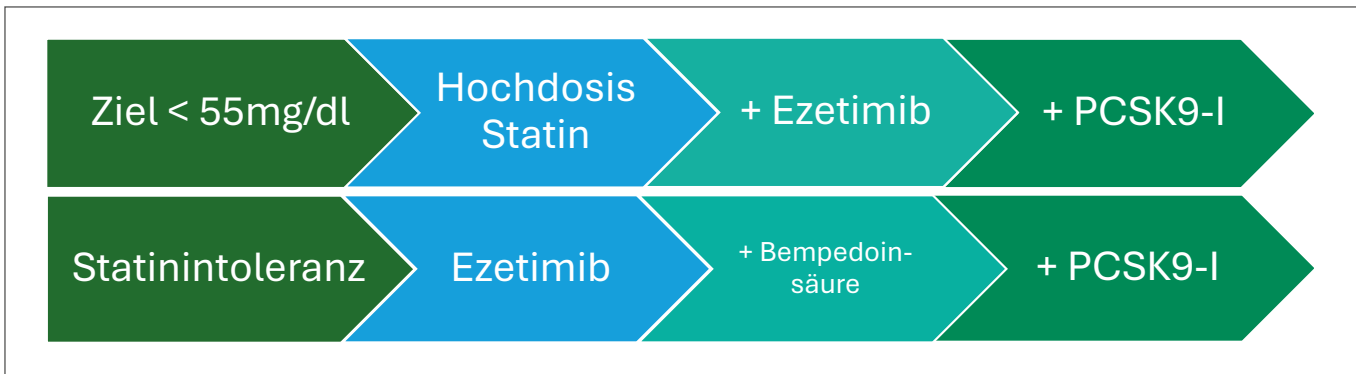 Ziel < 55mg/dl
Hochdosis
Statin
+ Ezetimib
+ PCSK9-I
Statinintoleranz
Ezetimib
+ Bempedoin-
säure
+ PCSK9-I